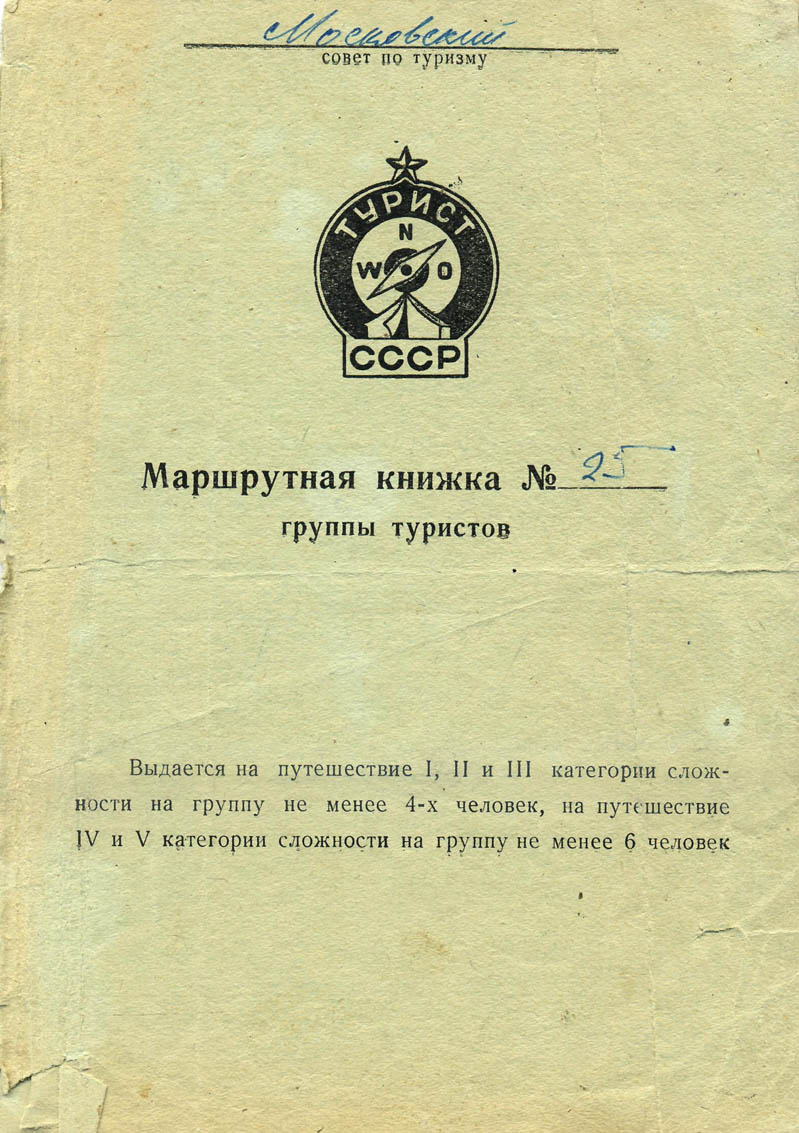 Московский
совет по туризму
ТУРИСТ
N
W O
СССР
Маршрутная книжка № 25
группы туристов
Выдается на путешествие I, II и III категории слож-
ности на группу не менее 4-х человек, на путешествие
IV и V категории сложности на группу не менее 6 человек